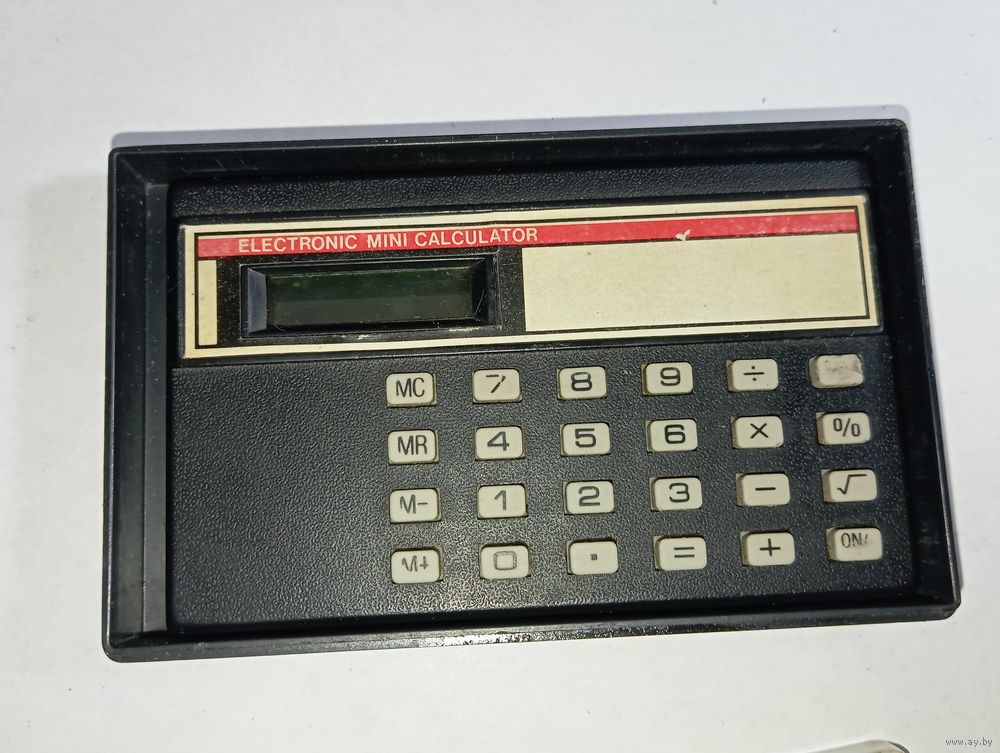 ELECTRONIC MINI CALCULATOR
MC 7 8 9 ÷
MR 4 5 6 × %
M- 1 2 3 - √
M+ 0 . = + ON/
www.ay.by